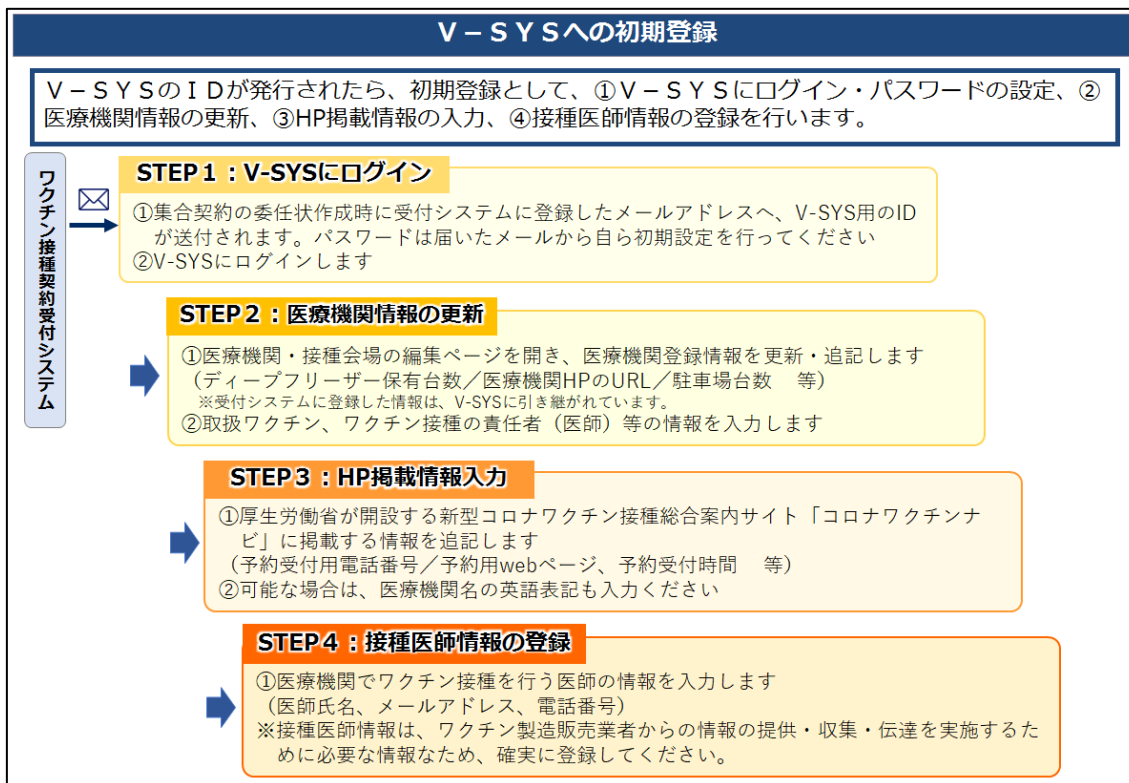 Ｖ－ＳＹＳへの初期登録
Ｖ－ＳＹＳのＩＤが発行されたら、初期登録として、①Ｖ－ＳＹＳにログイン・パスワードの設定、②
医療機関情報の更新、③HP掲載情報の入力、④接種医師情報の登録を行います。
ワクチン接種契約受付システム
STEP１：V-SYSにログイン
①集合契約の委任状作成時に受付システムに登録したメールアドレスへ、V-SYS用のID
が送付されます。パスワードは届いたメールから自ら初期設定を行ってください
②V-SYSにログインします
STEP２：医療機関情報の更新
①医療機関・接種会場の編集ページを開き、医療機関登録情報を更新・追記します
（ディープフリーザー保有台数／医療機関HPのURL／駐車場台数　等）
※受付システムに登録した情報は、V-SYSに引き継がれています。
②取扱ワクチン、ワクチン接種の責任者（医師）等の情報を入力します
STEP３：HP掲載情報入力
①厚生労働省が開設する新型コロナワクチン接種総合案内サイト「コロナワクチンナ
ビ」に掲載する情報を追記します
（予約受付用電話番号／予約用webページ、予約受付時間　等）
②可能な場合は、医療機関名の英語表記も入力ください
STEP４：接種医師情報の登録
①医療機関でワクチン接種を行う医師の情報を入力します
（医師氏名、メールアドレス、電話番号）
※接種医師情報は、ワクチン製造販売業者からの情報の提供・収集・伝達を実施するた
めに必要な情報なため、確実に登録してください。